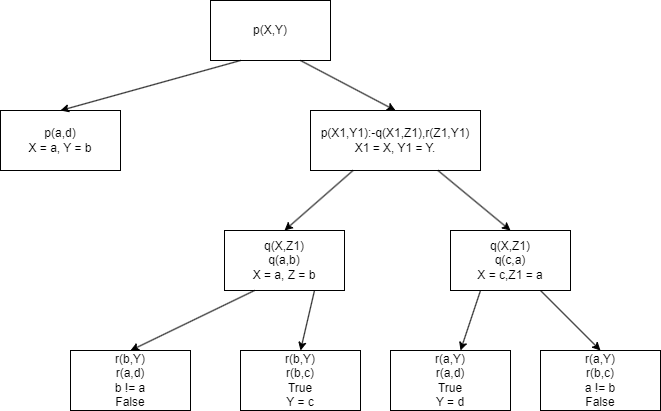 p(X,Y)
p(a,d)
X = a, Y = b
p(X1,Y1):-q(X1,Z1),r(Z1,Y1)
X1 = X, Y1 = Y.
q(X,Z1)
q(a,b)
X = a, Z = b
q(X,Z1)
q(c,a)
X = c,Z1 = a
r(b,Y)
r(a,d)
b != a
False
r(b,Y)
r(b,c)
True
Y = c
r(a,Y)
r(a,d)
True
Y = d
r(a,Y)
r(b,c)
a != b
False